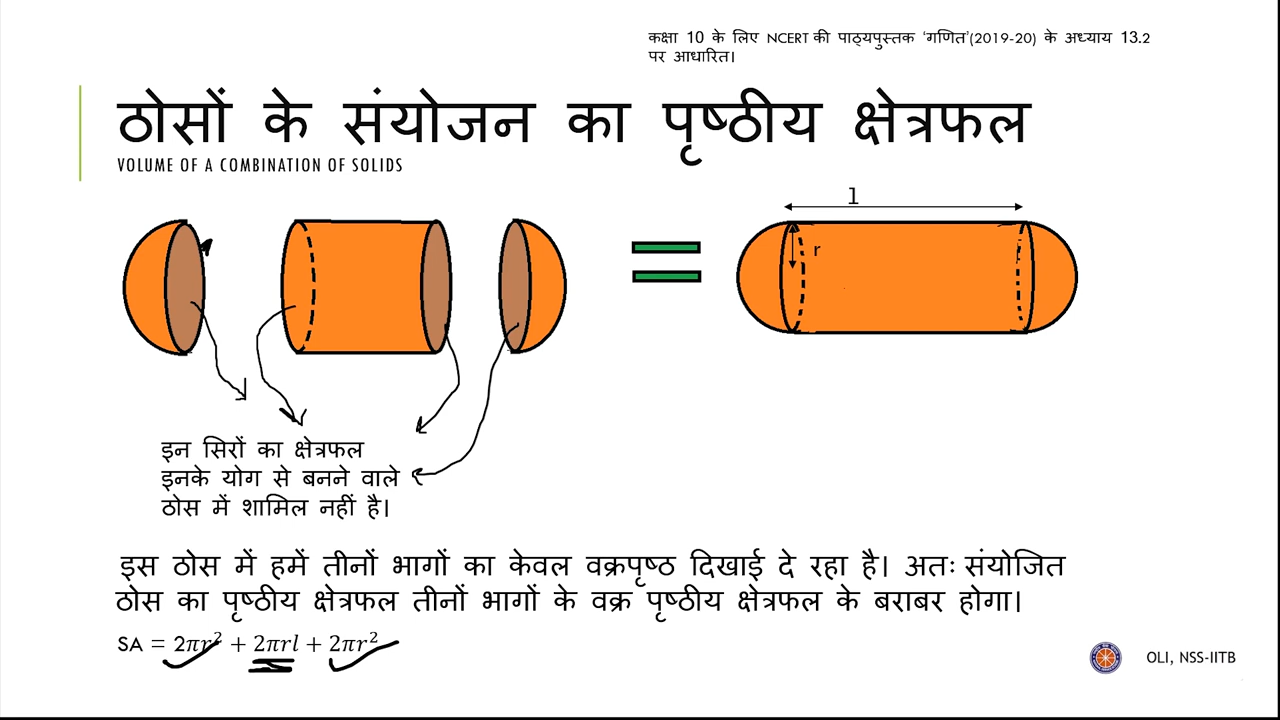 कक्षा 10 के लिए NCERT की पाठ्यपुस्तक ‘गणित’(2019-20) के अध्याय 13.2
पर आधारित।
ठोसों के संयोजन का पृष्ठीय क्षेत्रफल
VOLUME OF A COMBINATION OF SOLIDS
l
r
r
इन सिरों का क्षेत्रफल
इनके योग से बनने वाले
ठोस में शामिल नहीं है।
इस ठोस में हमें तीनों भागों का केवल वक्रपृष्ठ दिखाई दे रहा है। अतः संयोजित
ठोस का पृष्ठीय क्षेत्रफल तीनों भागों के वक्र पृष्ठीय क्षेत्रफल के बराबर होगा।
SA = 2𝜋𝑟² + 2𝜋𝑟𝑙 + 2𝜋𝑟²
OLI, NSS-IITB